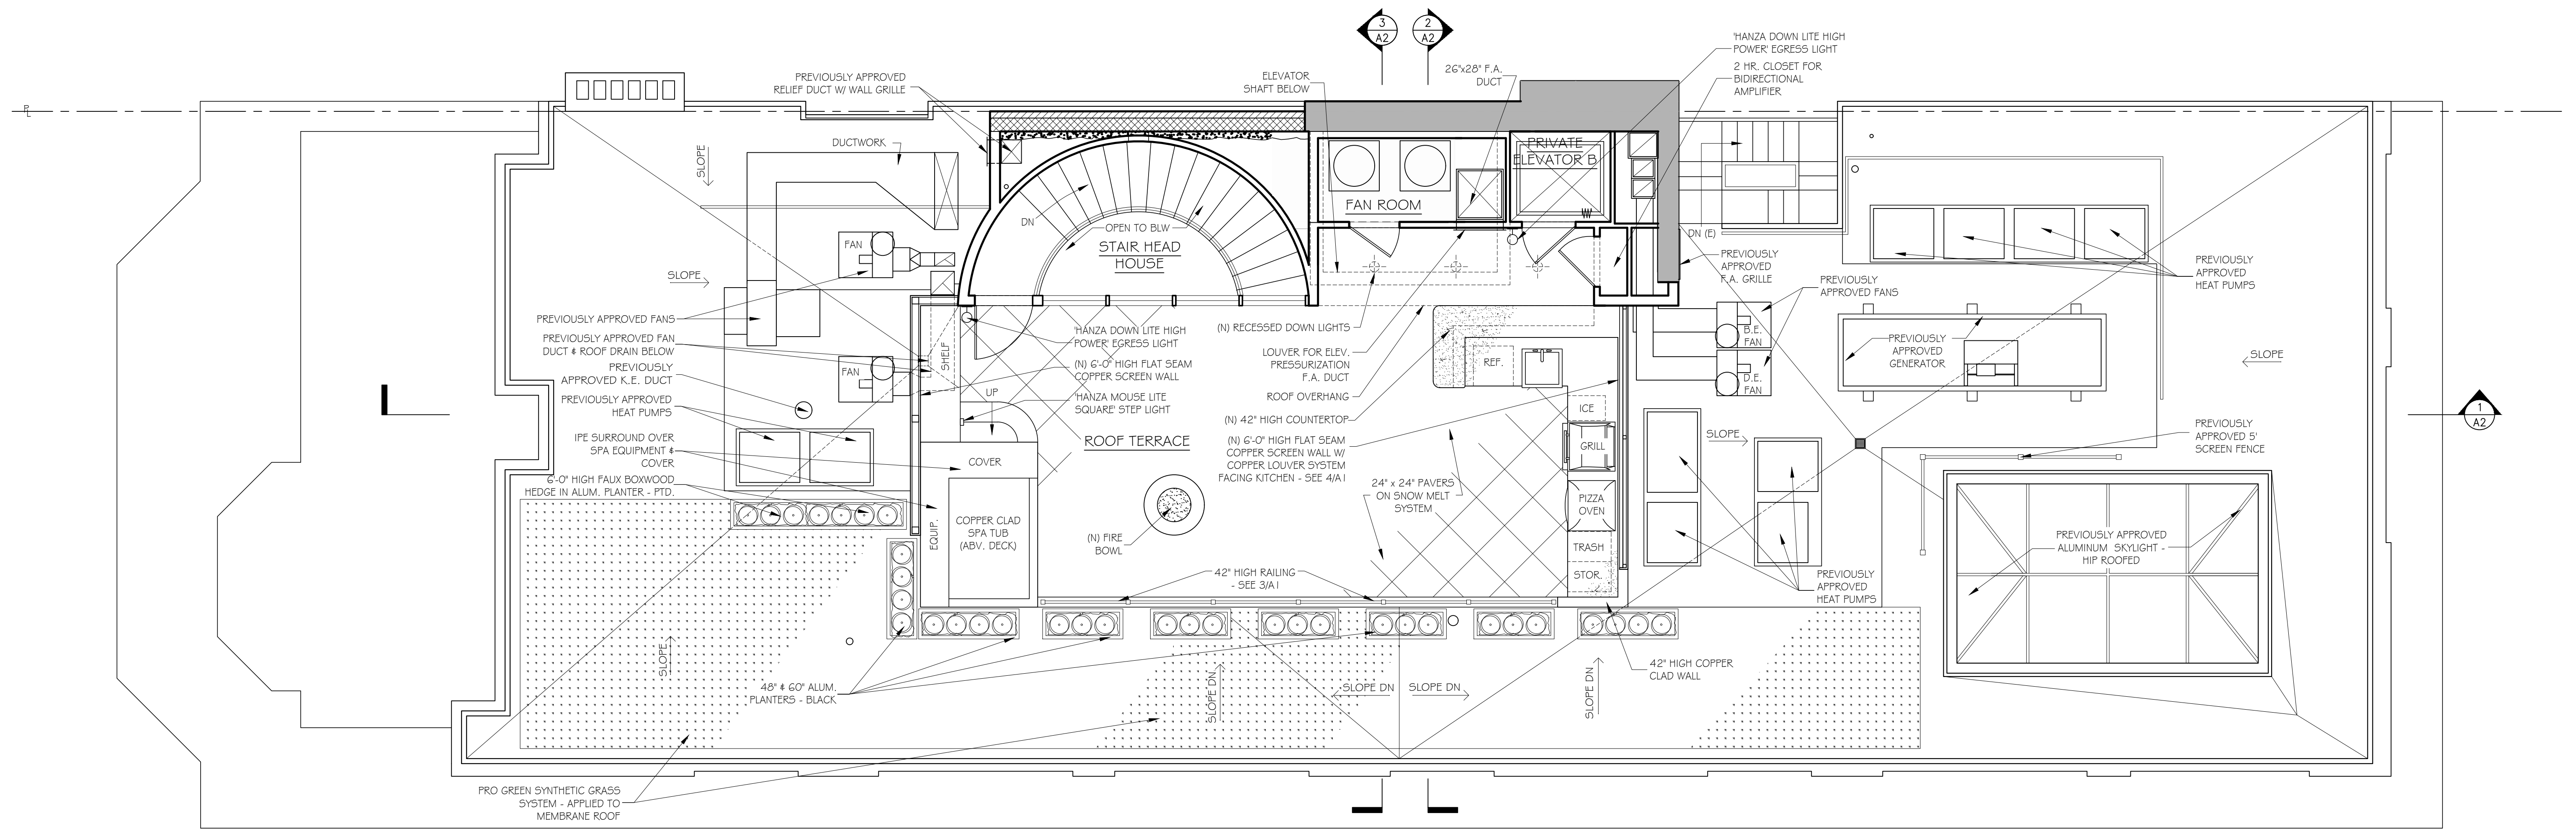 3
A2
2
A2
'HANZA DOWN LITE HIGH
POWER' EGRESS LIGHT
2 HR. CLOSET FOR
BIDIRECTIONAL
AMPLIFIER
26"x28" F.A.
DUCT
ELEVATOR
SHAFT BELOW
PREVIOUSLY APPROVED
RELIEF DUCT W/ WALL GRILLE
PL
DUCTWORK
SLOPE
PRIVATE
ELEVATOR B
FAN ROOM
DN
OPEN TO BLW
STAIR HEAD
HOUSE
FAN
DN (E)
SLOPE
PREVIOUSLY
APPROVED
F.A. GRILLE
PREVIOUSLY
APPROVED FANS
PREVIOUSLY
APPROVED
HEAT PUMPS
PREVIOUSLY APPROVED FANS
PREVIOUSLY APPROVED FAN
DUCT & ROOF DRAIN BELOW
PREVIOUSLY
APPROVED K.E. DUCT
PREVIOUSLY APPROVED
HEAT PUMPS
IPE SURROUND OVER
SPA EQUIPMENT &
COVER
6'-0" HIGH FAUX BOXWOOD
HEDGE IN ALUM. PLANTER - PTD.
FAN
SHELF
UP
'HANZA DOWN LITE HIGH
POWER' EGRESS LIGHT
(N) 6'-0" HIGH FLAT SEAM
COPPER SCREEN WALL
'HANZA MOUSE LITE
SQUARE' STEP LIGHT
ROOF TERRACE
(N) RECESSED DOWN LIGHTS
LOUVER FOR ELEV.
PRESSURIZATION
F.A. DUCT
ROOF OVERHANG
(N) 42" HIGH COUNTERTOP
(N) 6'-0" HIGH FLAT SEAM
COPPER SCREEN WALL W/
COPPER LOUVER SYSTEM
FACING KITCHEN - SEE 4/A1
REF.
ICE
GRILL
PIZZA
OVEN
TRASH
STOR.
B.E.
FAN
D.E.
FAN
PREVIOUSLY
APPROVED
GENERATOR
SLOPE
1
A2
SLOPE
PREVIOUSLY
APPROVED 5'
SCREEN FENCE
COVER
EQUIP.
COPPER CLAD
SPA TUB
(ABV. DECK)
(N) FIRE
BOWL
24" x 24" PAVERS
ON SNOW MELT
SYSTEM
42" HIGH RAILING
- SEE 3/A1
PREVIOUSLY APPROVED
ALUMINUM SKYLIGHT -
HIP ROOFED
PREVIOUSLY
APPROVED
HEAT PUMPS
SLOPE
48" & 60" ALUM.
PLANTERS - BLACK
SLOPE DN
SLOPE DN
SLOPE DN
SLOPE DN
42" HIGH COPPER
CLAD WALL
PRO GREEN SYNTHETIC GRASS
SYSTEM - APPLIED TO
MEMBRANE ROOF